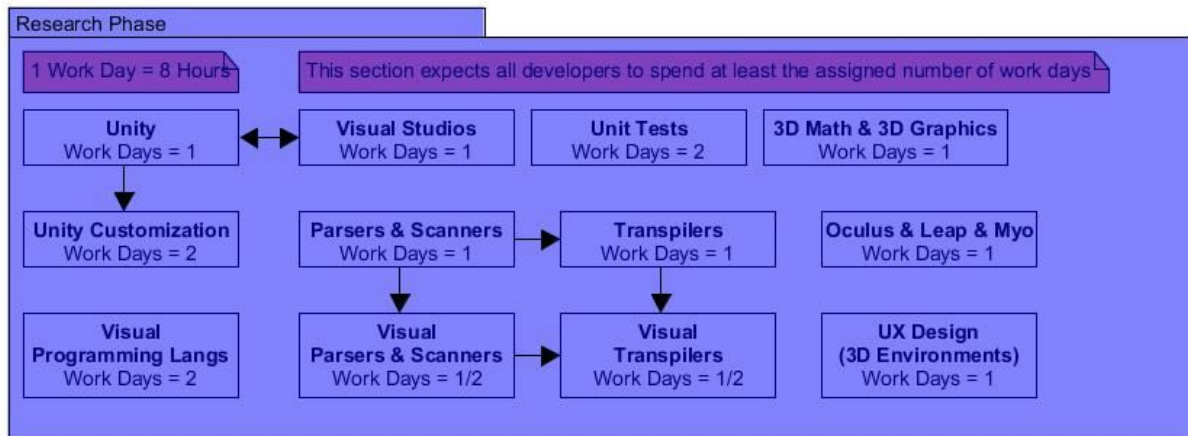 Research Phase
1 Work Day = 8 Hours
This section expects all developers to spend at least the assigned number of work days
Unity
Work Days = 1
Visual Studios
Work Days = 1
Unit Tests
Work Days = 2
3D Math & 3D Graphics
Work Days = 1
Unity Customization
Work Days = 2
Parsers & Scanners
Work Days = 1
Transpilers
Work Days = 1
Oculus & Leap & Myo
Work Days = 1
Visual
Programming Langs
Work Days = 2
Visual
Parsers & Scanners
Work Days = 1/2
Visual
Transpilers
Work Days = 1/2
UX Design
(3D Environments)
Work Days = 1